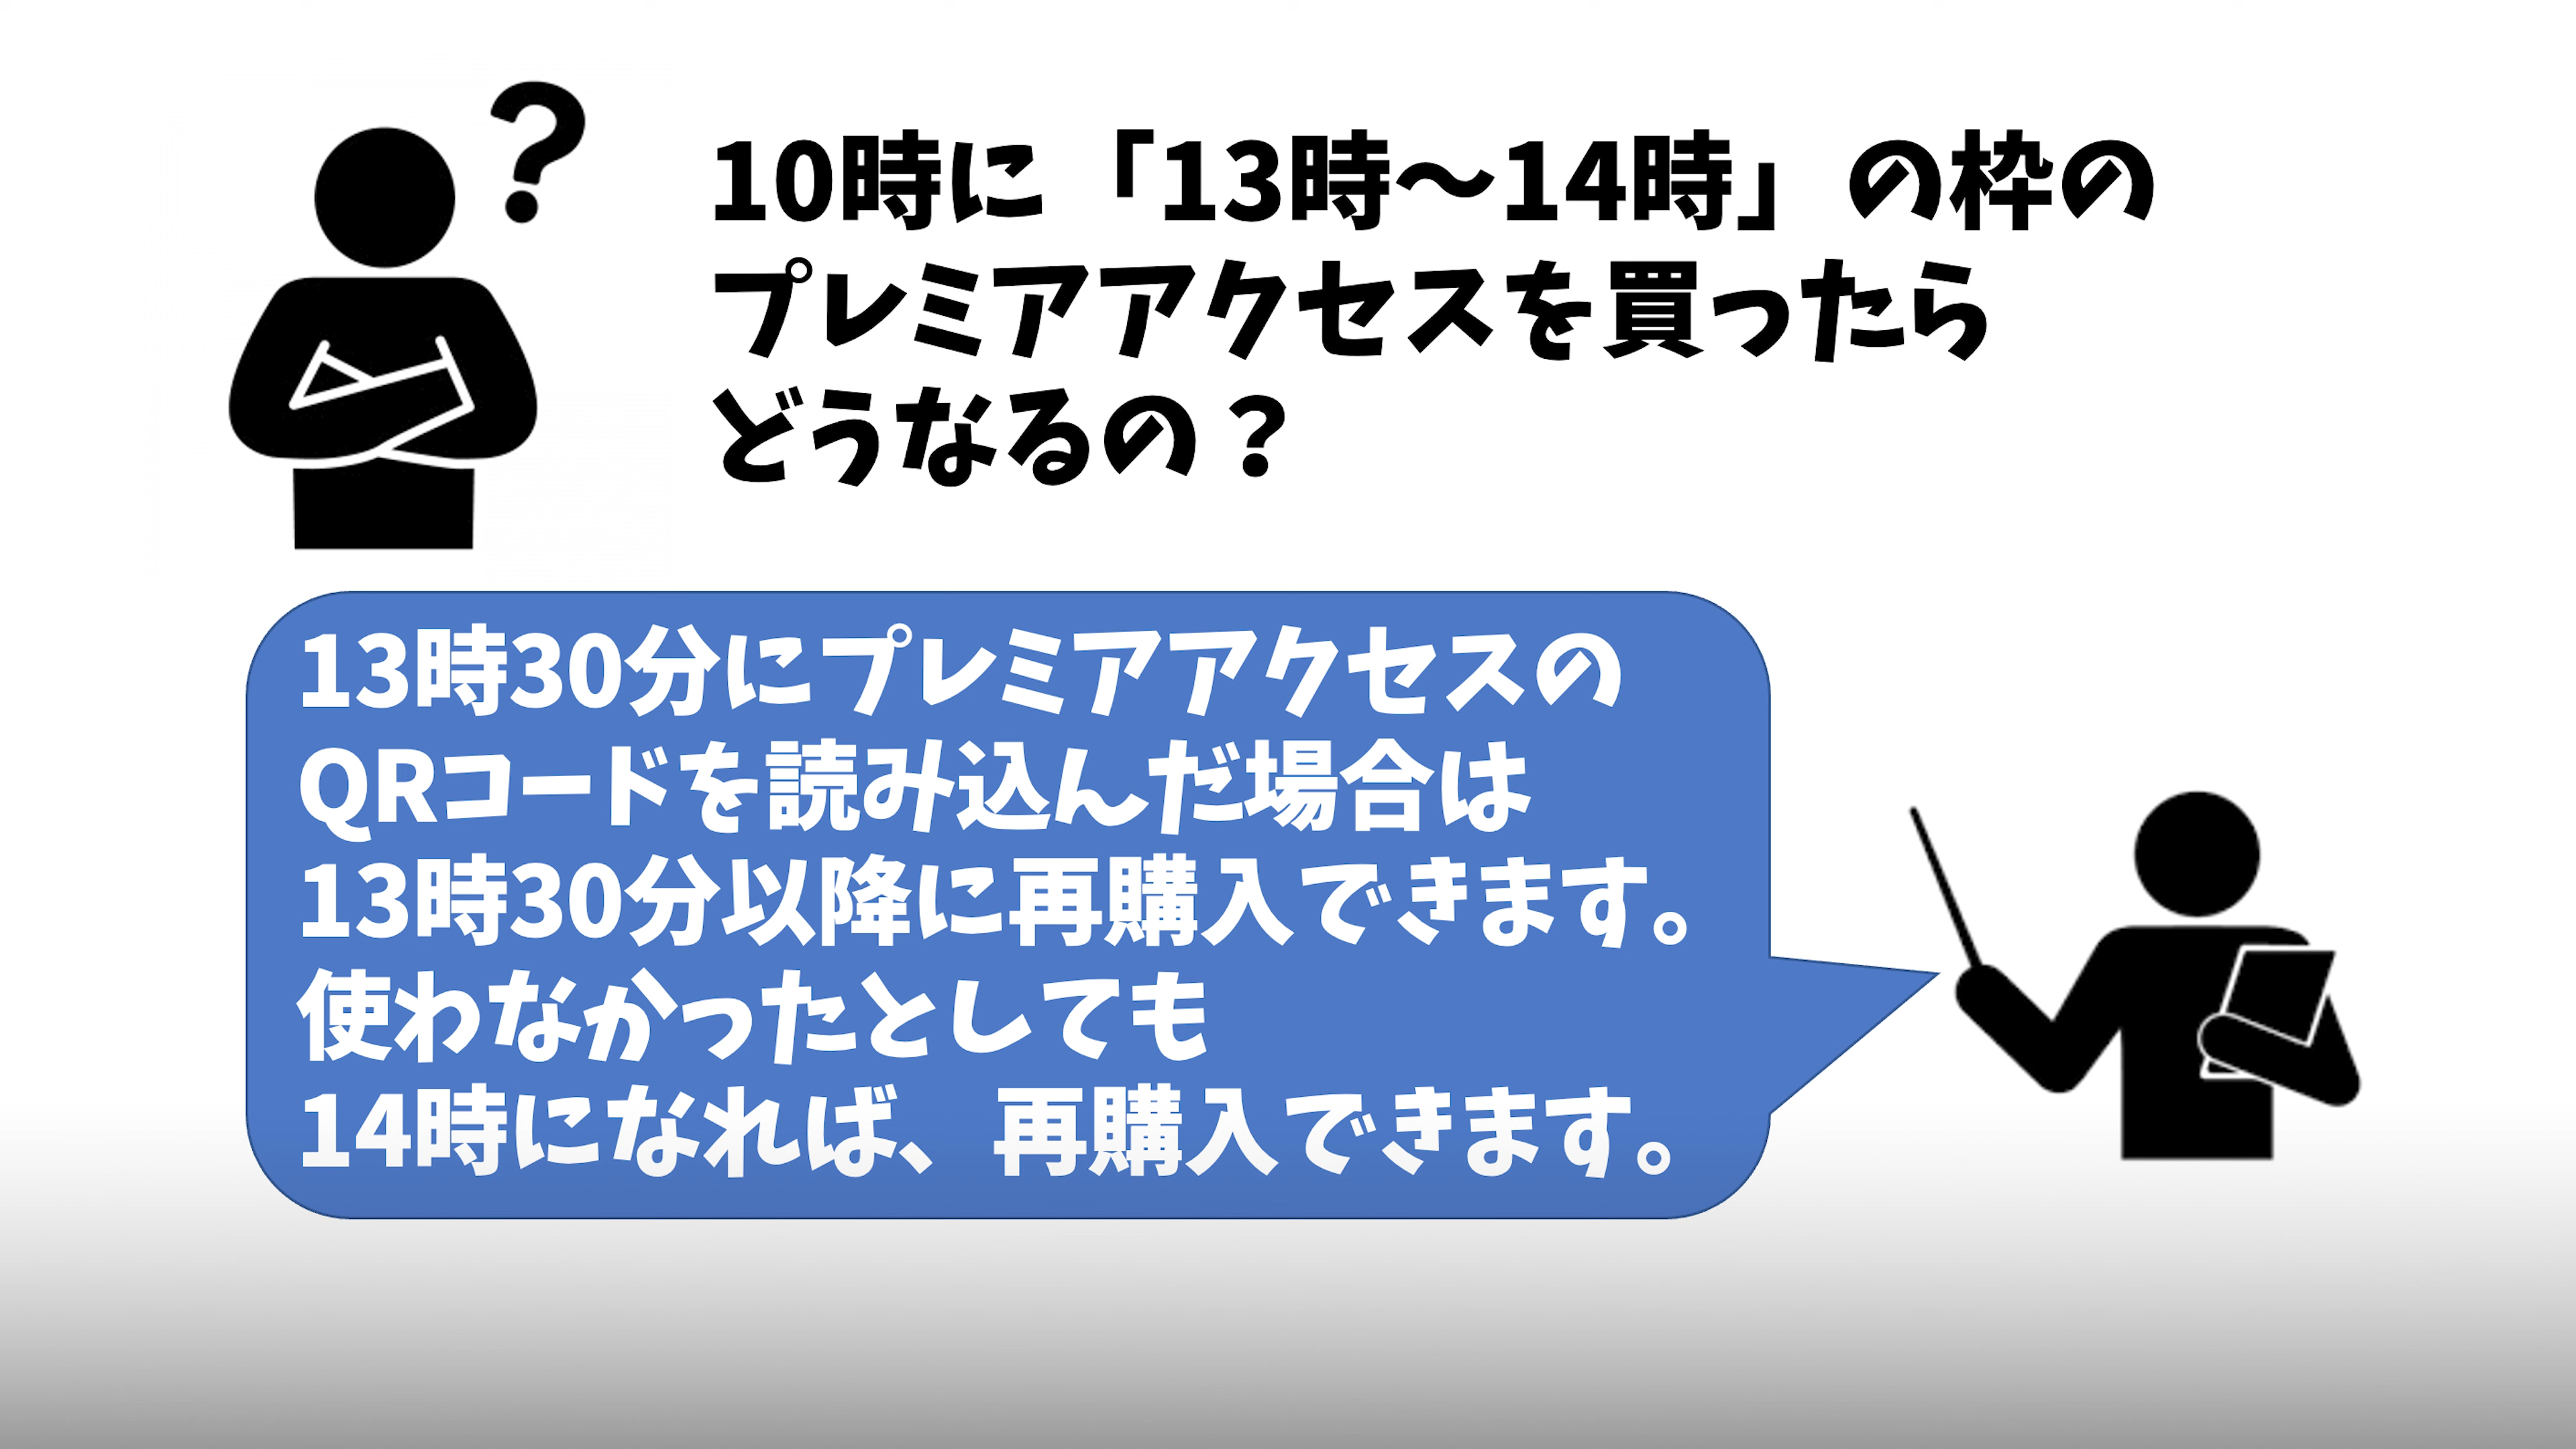 10時に「13時～14時」の枠の
プレミアアクセスを買ったら
どうなるの？
13時30分にプレミアアクセスの
QRコードを読み込んだ場合は
13時30分以降に再購入できます。
使わなかったとしても
14時になれば、再購入できます。